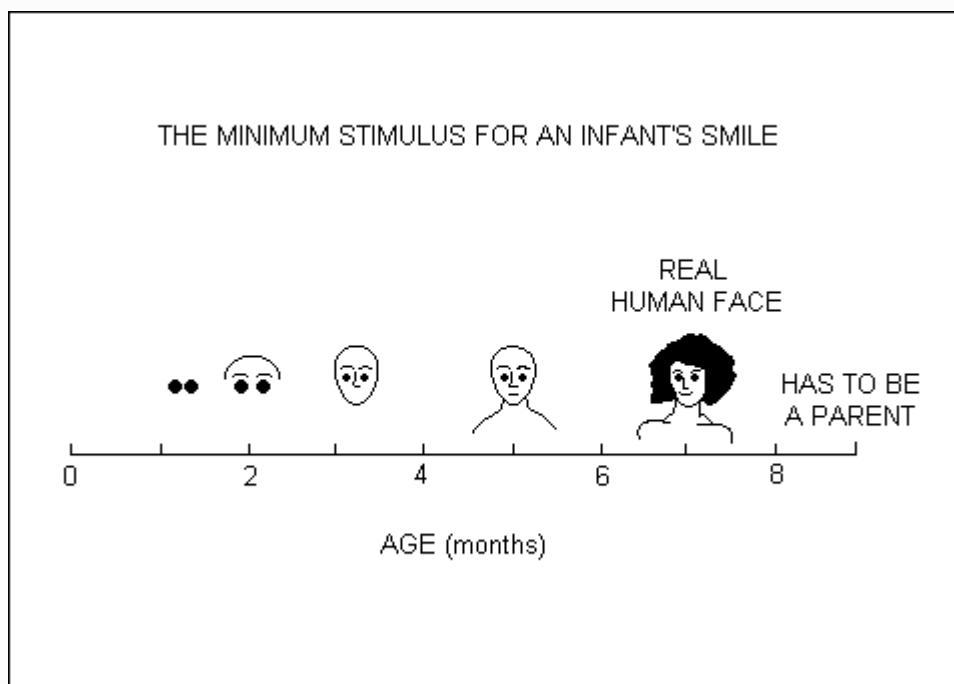 THE MINIMUM STIMULUS FOR AN INFANT'S SMILE
REAL
HUMAN FACE
HAS TO BE
A PARENT
0 2 4 6 8
AGE (months)